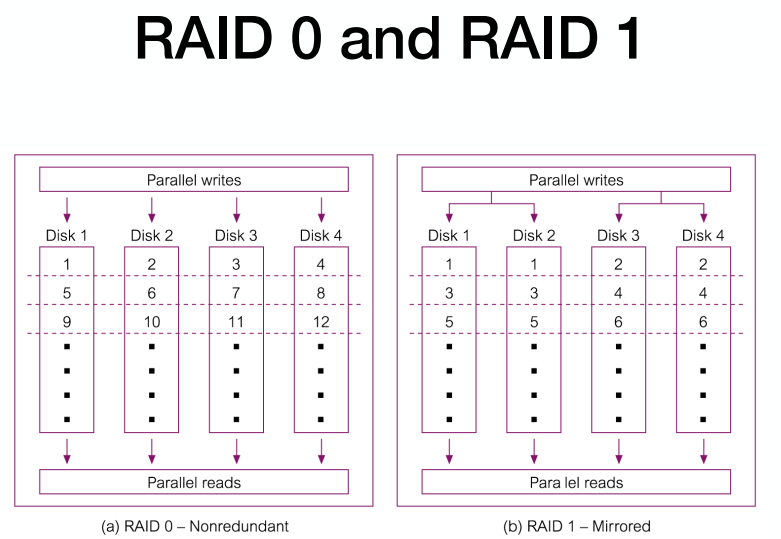 RAID 0 and RAID 1
Parallel writes
Disk 1 Disk 2 Disk 3 Disk 4
1 2 3 4
5 6 7 8
9 10 11 12
Parallel reads
(a) RAID 0 – Nonredundant
Parallel writes
Disk 1 Disk 2 Disk 3 Disk 4
1 1 2 2
3 3 4 4
5 5 6 6
Para lel reads
(b) RAID 1 – Mirrored